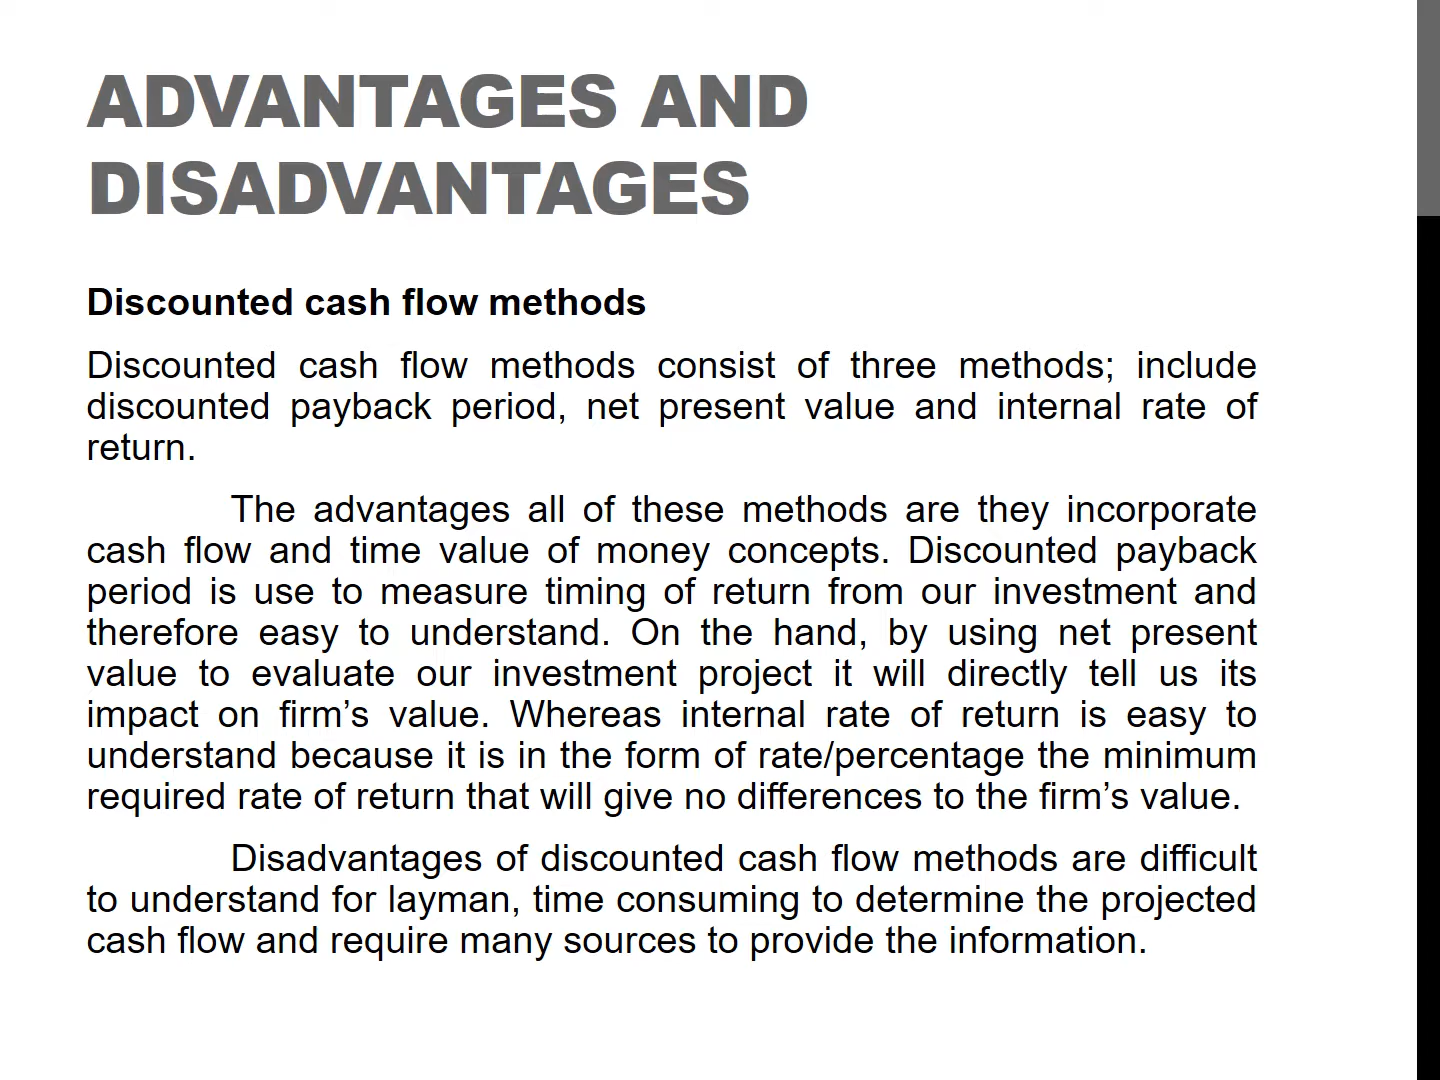 ADVANTAGES AND
DISADVANTAGES
Discounted cash flow methods
Discounted cash flow methods consist of three methods; include
discounted payback period, net present value and internal rate of
return.
The advantages all of these methods are they incorporate
cash flow and time value of money concepts. Discounted payback
period is use to measure timing of return from our investment and
therefore easy to understand. On the hand, by using net present
value to evaluate our investment project it will directly tell us its
impact on firm’s value. Whereas internal rate of return is easy to
understand because it is in the form of rate/percentage the minimum
required rate of return that will give no differences to the firm’s value.
Disadvantages of discounted cash flow methods are difficult
to understand for layman, time consuming to determine the projected
cash flow and require many sources to provide the information.